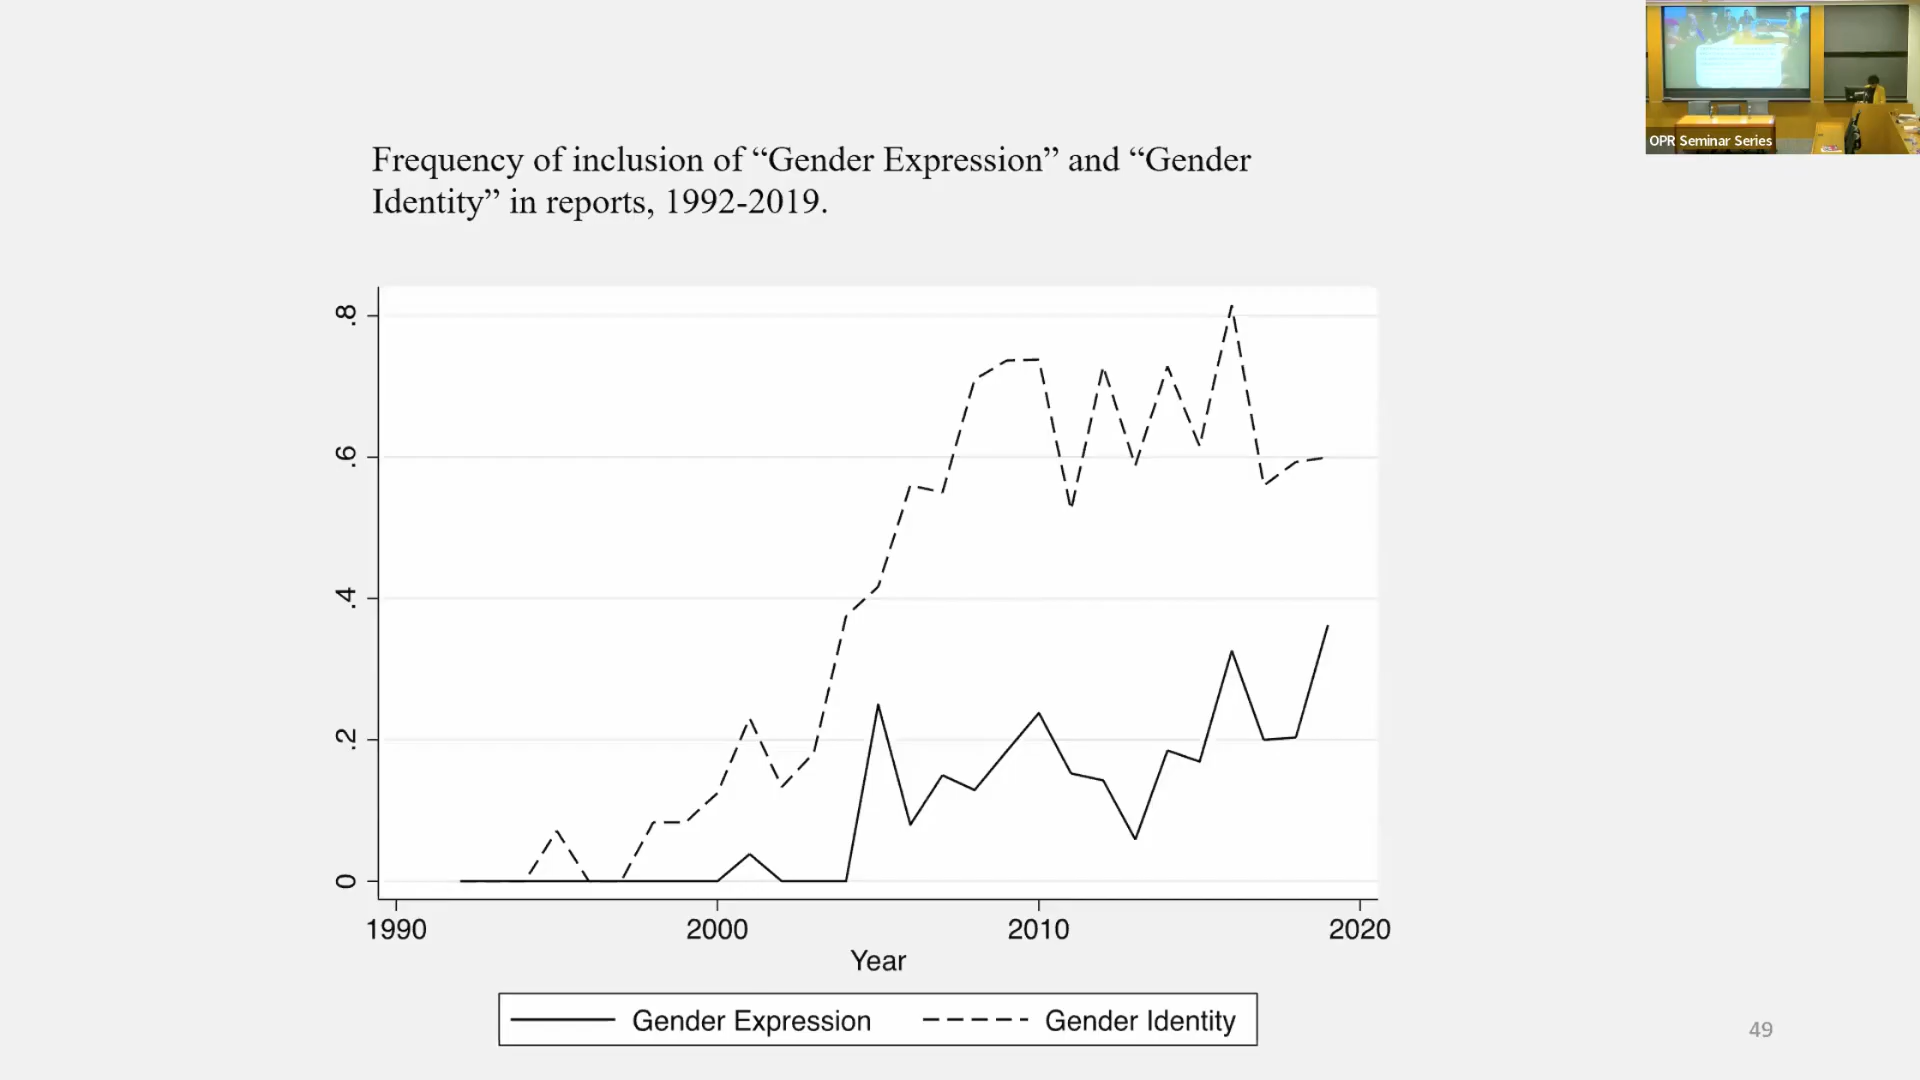 OPR Seminar Series
Frequency of inclusion of “Gender Expression” and “Gender
Identity” in reports, 1992-2019.
.8
.6
.4
.2
0
1990 2000 2010 2020
Year
Gender Expression Gender Identity
49